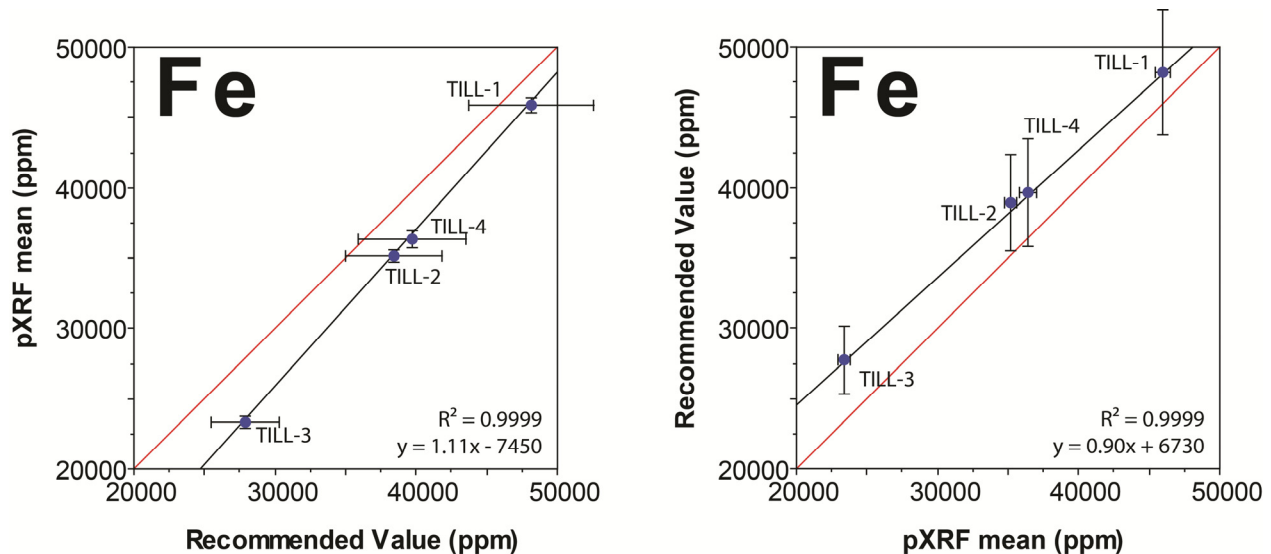 Fe
50000
40000
30000
20000
pXRF mean (ppm)
TILL-1
TILL-4
TILL-2
TILL-3
R² = 0.9999
y = 1.11x - 7450
20000
30000
40000
50000
Recommended Value (ppm)
Fe
50000
40000
30000
20000
Recommended Value (ppm)
TILL-1
TILL-4
TILL-2
TILL-3
R² = 0.9999
y = 0.90x + 6730
20000
30000
40000
50000
pXRF mean (ppm)